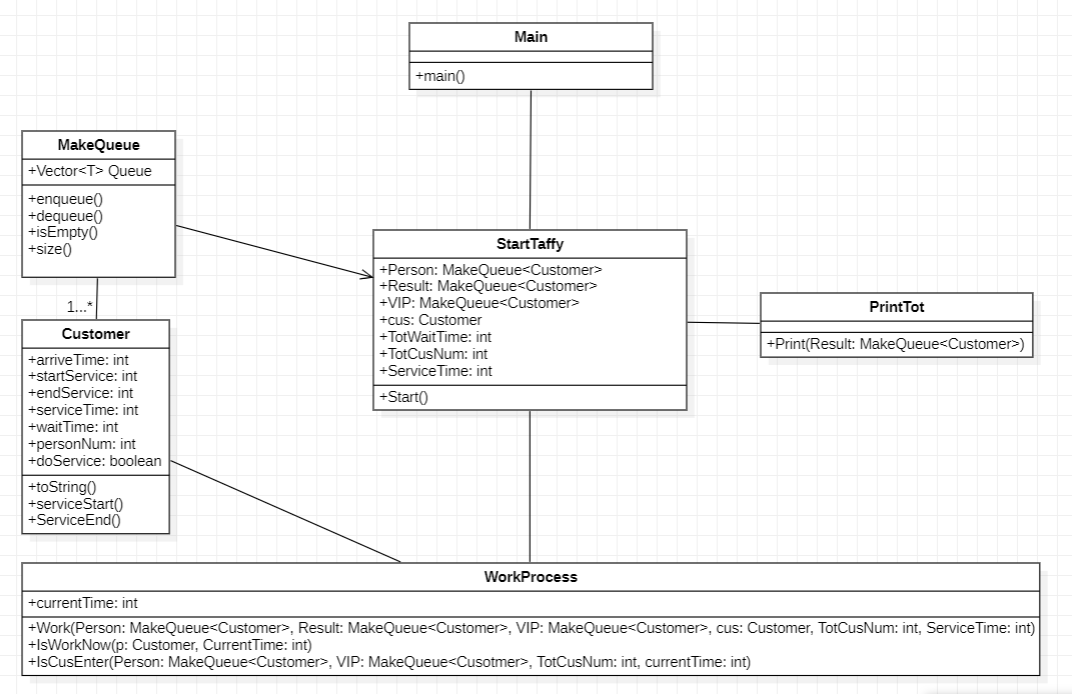 Main
+main()
MakeQueue
+Vector<T> Queue
+enqueue()
+dequeue()
+isEmpty()
+size()
1...*
Customer
+arriveTime: int
+startService: int
+endService: int
+serviceTime: int
+waitTime: int
+personNum: int
+doService: boolean
+toString()
+serviceStart()
+ServiceEnd()
StartTaffy
+Person: MakeQueue<Customer>
+Result: MakeQueue<Customer>
+VIP: MakeQueue<Customer>
+cus: Customer
+TotWaitTime: int
+TotCusNum: int
+ServiceTime: int
+Start()
PrintTot
+Print(Result: MakeQueue<Customer>)
WorkProcess
+currentTime: int
+Work(Person: MakeQueue<Customer>, Result: MakeQueue<Customer>, VIP: MakeQueue<Customer>, cus: Customer, TotCusNum: int, ServiceTime: int)
+IsWorkNow(p: Customer, CurrentTime: int)
+IsCusEnter(Person: MakeQueue<Customer>, VIP: MakeQueue<Cusotmer>, TotCusNum: int, currentTime: int)